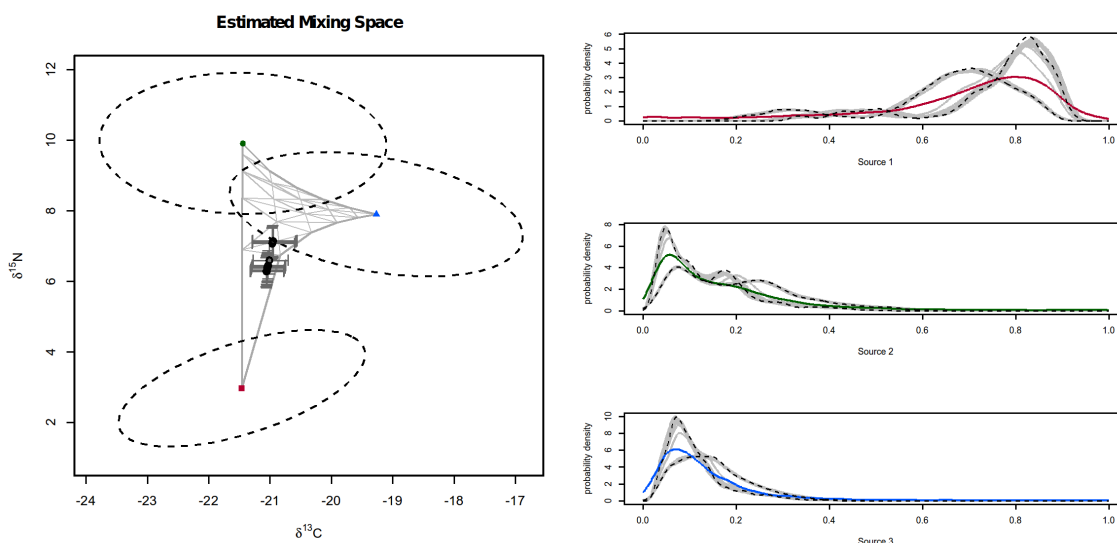 Estimated Mixing Space
12
10
8
6
4
2
δ15N
-24 -23 -22 -21 -20 -19 -18 -17
δ13C
6
5
4
3
2
1
0
probability density
0.0 0.2 0.4 0.6 0.8 1.0
Source 1
8
6
4
2
0
probability density
0.0 0.2 0.4 0.6 0.8 1.0
Source 2
10
8
6
4
2
0
probability density
0.0 0.2 0.4 0.6 0.8 1.0
Source 3